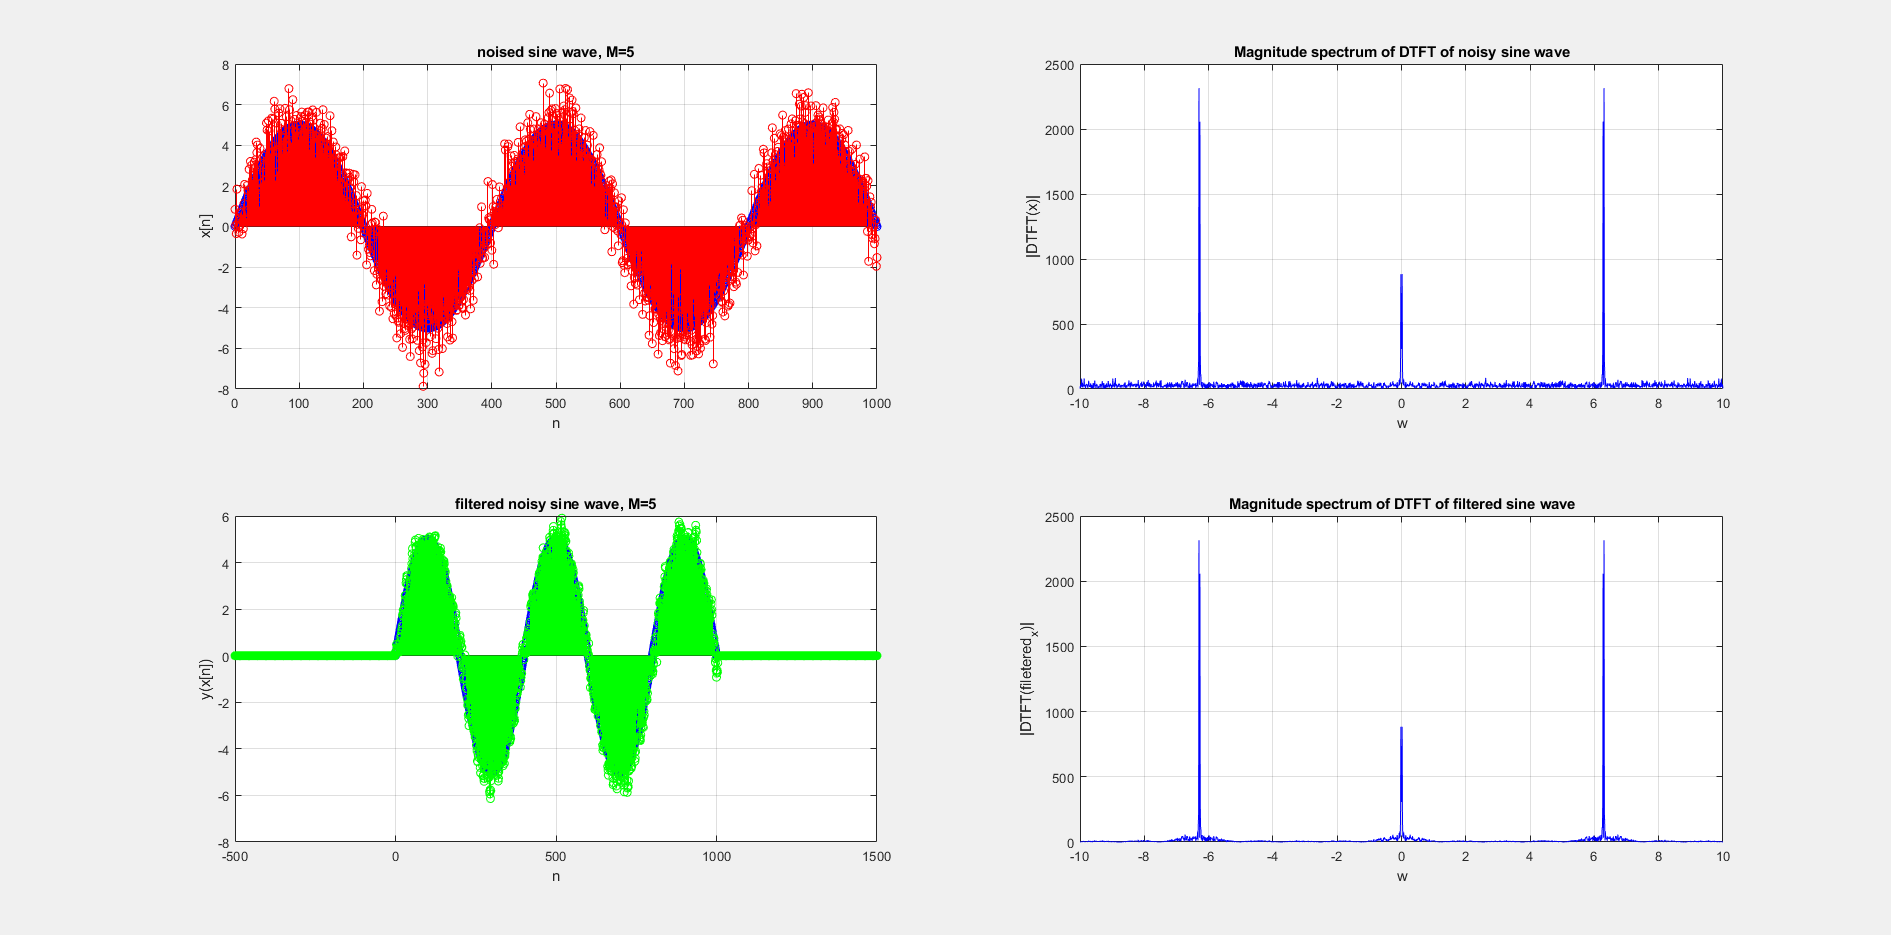 noised sine wave, M=5
8
6
4
2
0
-2
-4
-6
-8
x[n]
0 100 200 300 400 500 600 700 800 900 1000
n
Magnitude spectrum of DTFT of noisy sine wave
2500
2000
1500
1000
500
0
|DTFT(x)|
-10 -8 -6 -4 -2 0 2 4 6 8 10
w
filtered noisy sine wave, M=5
6
4
2
0
-2
-4
-6
-8
y(x[n])
-500 0 500 1000 1500
n
Magnitude spectrum of DTFT of filtered sine wave
2500
2000
1500
1000
500
0
|DTFT(filetered_x)|
-10 -8 -6 -4 -2 0 2 4 6 8 10
w